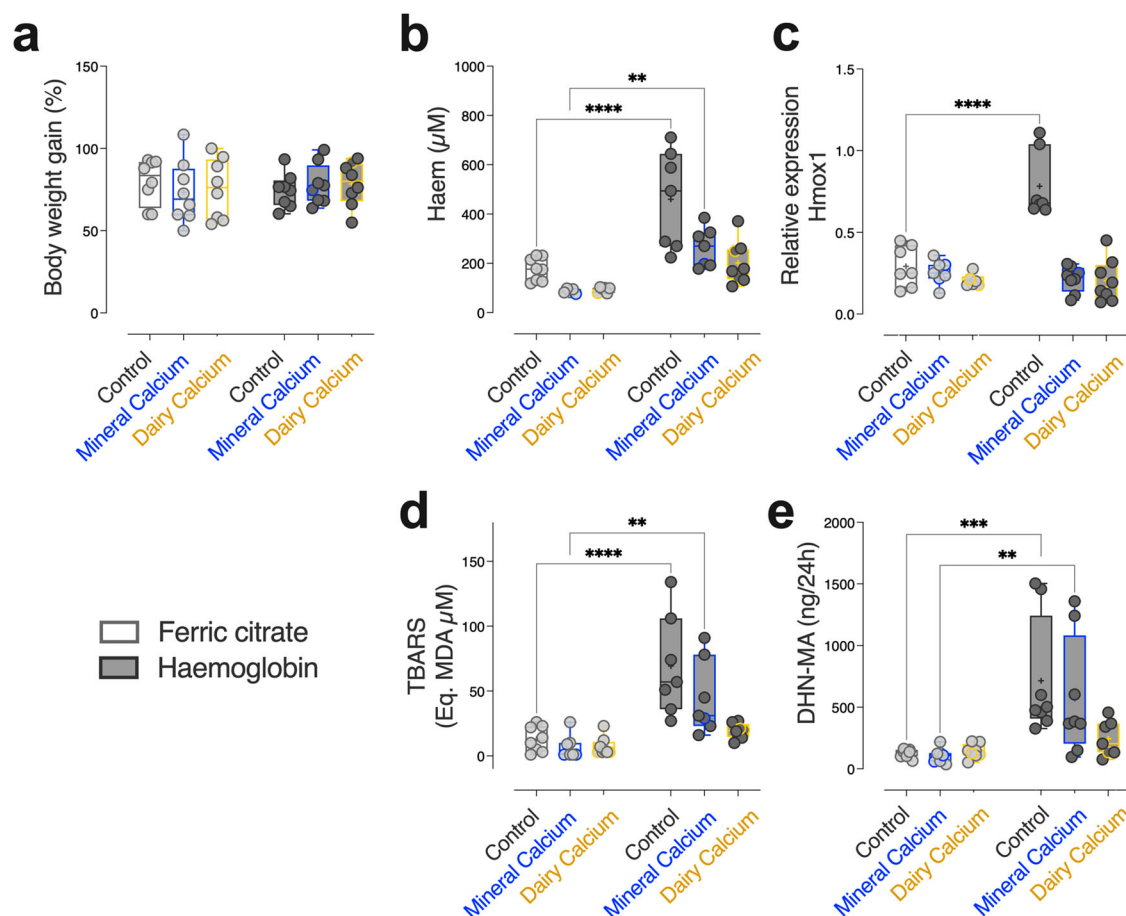 a
Body weight gain (%)
150
100
50
0
Control
Mineral Calcium
Dairy Calcium
Control
Mineral Calcium
Dairy Calcium
b
Haem (µM)
1000
800
600
400
200
0
**
****
Control
Mineral Calcium
Dairy Calcium
Control
Mineral Calcium
Dairy Calcium
c
Relative expression
Hmox1
1.5
1.0
0.5
0.0
****
Control
Mineral Calcium
Dairy Calcium
Control
Mineral Calcium
Dairy Calcium
Ferric citrate
Haemoglobin
d
TBARS
(Eq. MDA µM)
150
100
50
0
**
****
Control
Mineral Calcium
Dairy Calcium
Control
Mineral Calcium
Dairy Calcium
e
DHN-MA (ng/24h)
2000
1500
1000
500
0
***
**
Control
Mineral Calcium
Dairy Calcium
Control
Mineral Calcium
Dairy Calcium